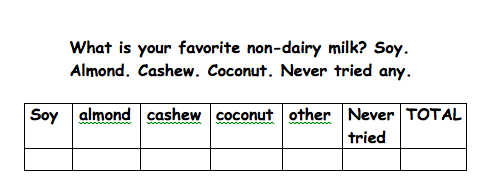 What is your favorite non-dairy milk? Soy.
Almond. Cashew. Coconut. Never tried any.
Soy almond cashew coconut other Never tried TOTAL